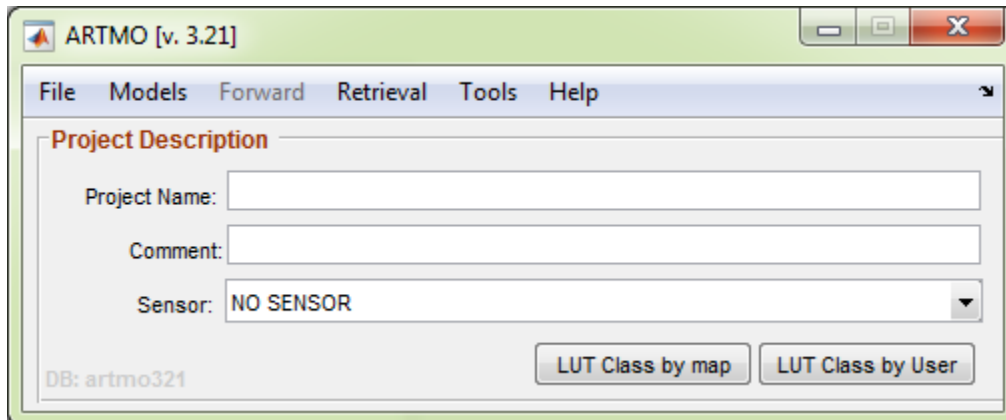 ARTMO [v. 3.21]
File Models Forward Retrieval Tools Help
Project Description
Project Name:
Comment:
Sensor: NO SENSOR
LUT Class by map LUT Class by User
DB: artmo321